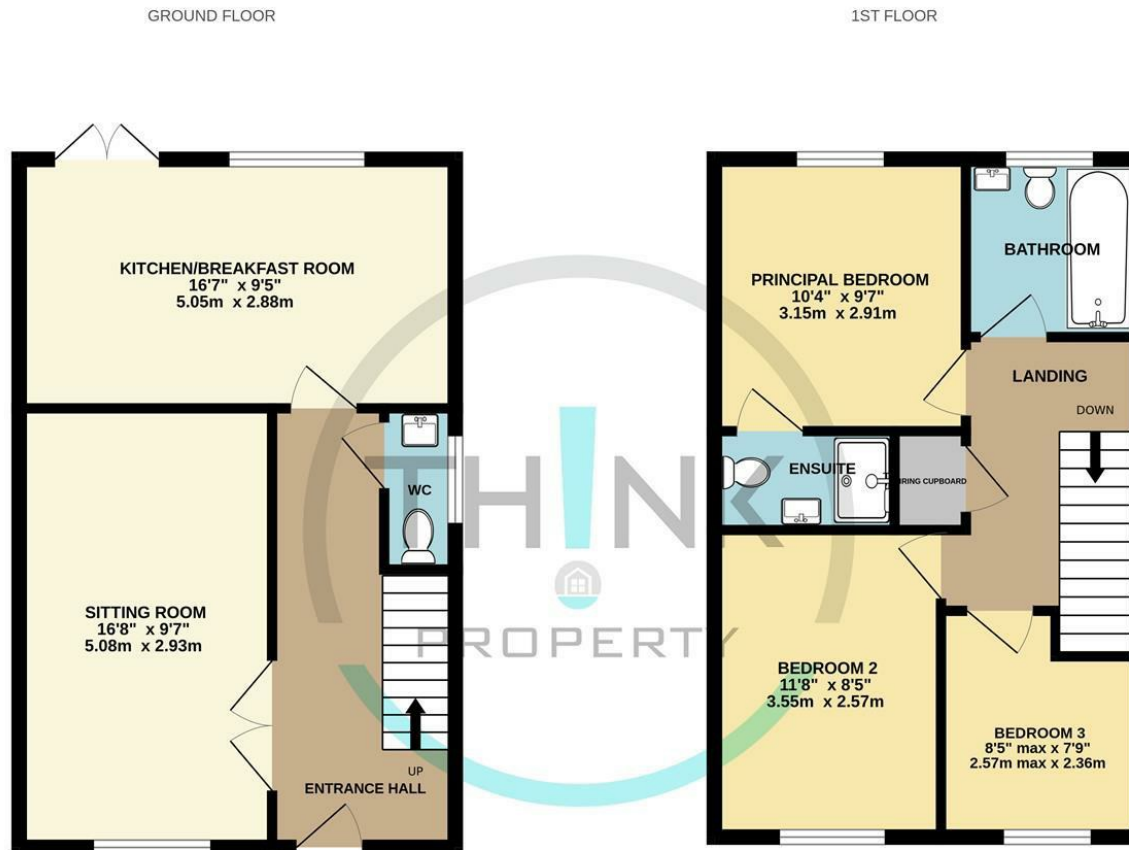 GROUND FLOOR
1ST FLOOR
KITCHEN/BREAKFAST ROOM
16'7" x 9'5"
5.05m x 2.88m
WC
SITTING ROOM
16'8" x 9'7"
5.08m x 2.93m
UP
ENTRANCE HALL
PRINCIPAL BEDROOM
10'4" x 9'7"
3.15m x 2.91m
BATHROOM
LANDING
DOWN
ENSUITE
IRING CUPBOARD
BEDROOM 2
11'8" x 8'5"
3.55m x 2.57m
BEDROOM 3
8'5" max x 7'9"
2.57m max x 2.36m
TH!NK
PROPERTY